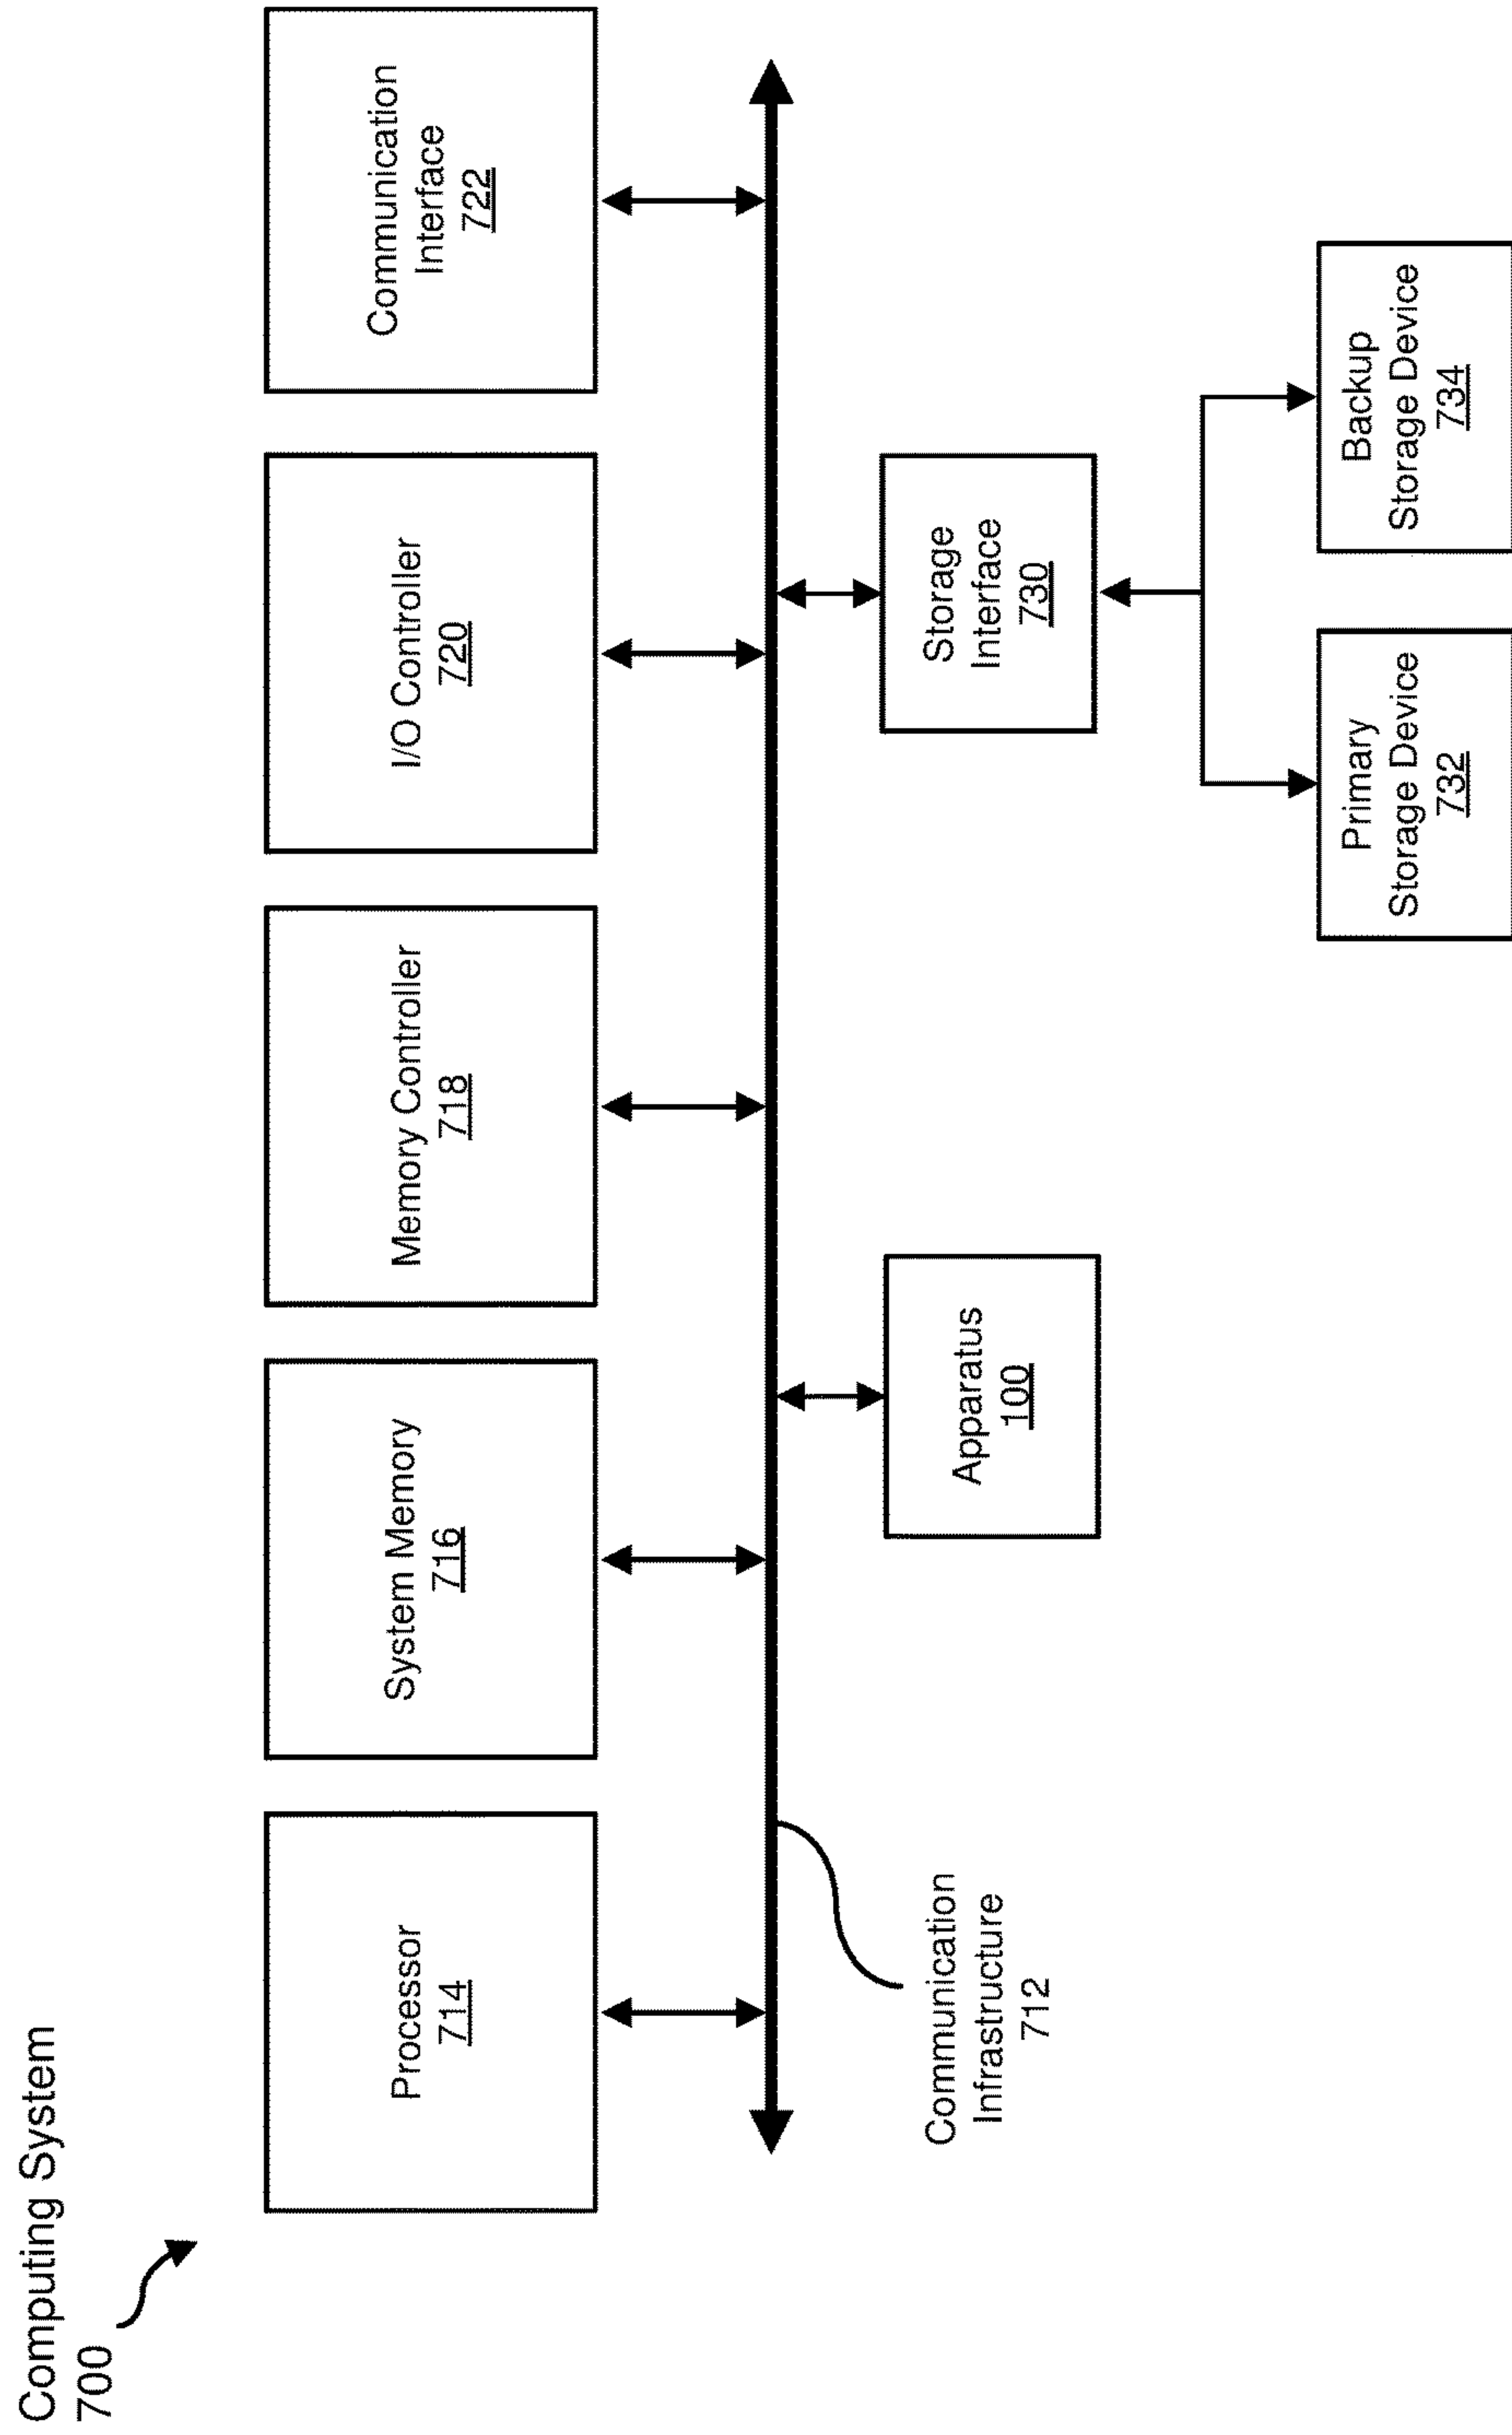 Computing System
700
Processor
714
System Memory
716
Memory Controller
718
I/O Controller
720
Communication
Interface
722
Communication
Infrastructure
712
Apparatus
100
Storage
Interface
730
Primary
Storage Device
732
Backup
Storage Device
734